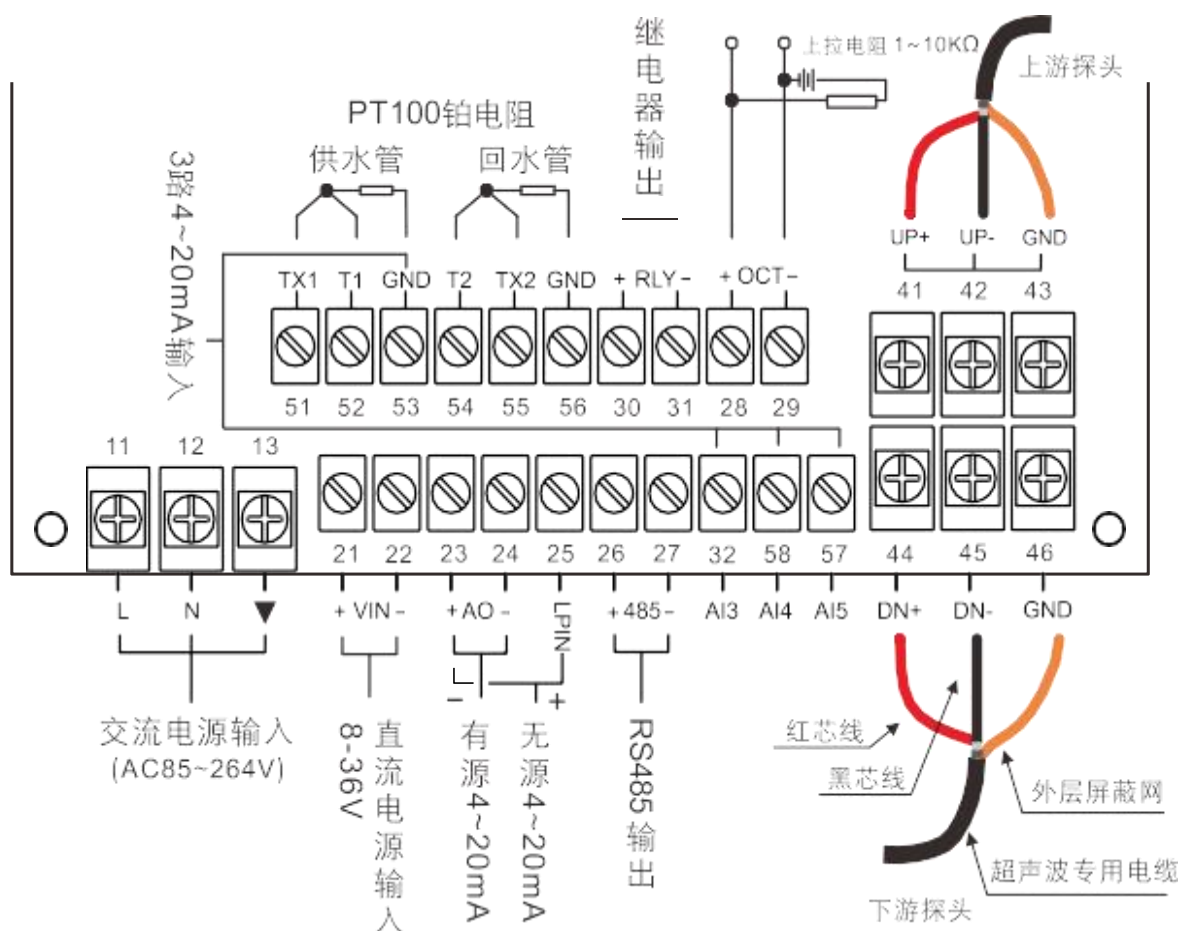 继电器输出
上拉电阻 1~10KΩ
上游探头
PT100铂电阻
供水管
回水管
3路4~20mA输入
UP+ UP- GND
41 42 43
TX1 T1 GND T2 TX2 GND + RLY - + OCT -
51 52 53 54 55 56 30 31 28 29
11 12 13
21 22 23 24 25 26 27 32 58 57 44 45 46
L N ▼ + VIN - + AO - LPIN + 485 - AI3 AI4 AI5 DN+ DN- GND
- +
交流电源输入
(AC85~264V)
直流电源输入
8-36V
有源4~20mA
无源4~20mA
RS485输出
红芯线
黑芯线
外层屏蔽网
超声波专用电缆
下游探头